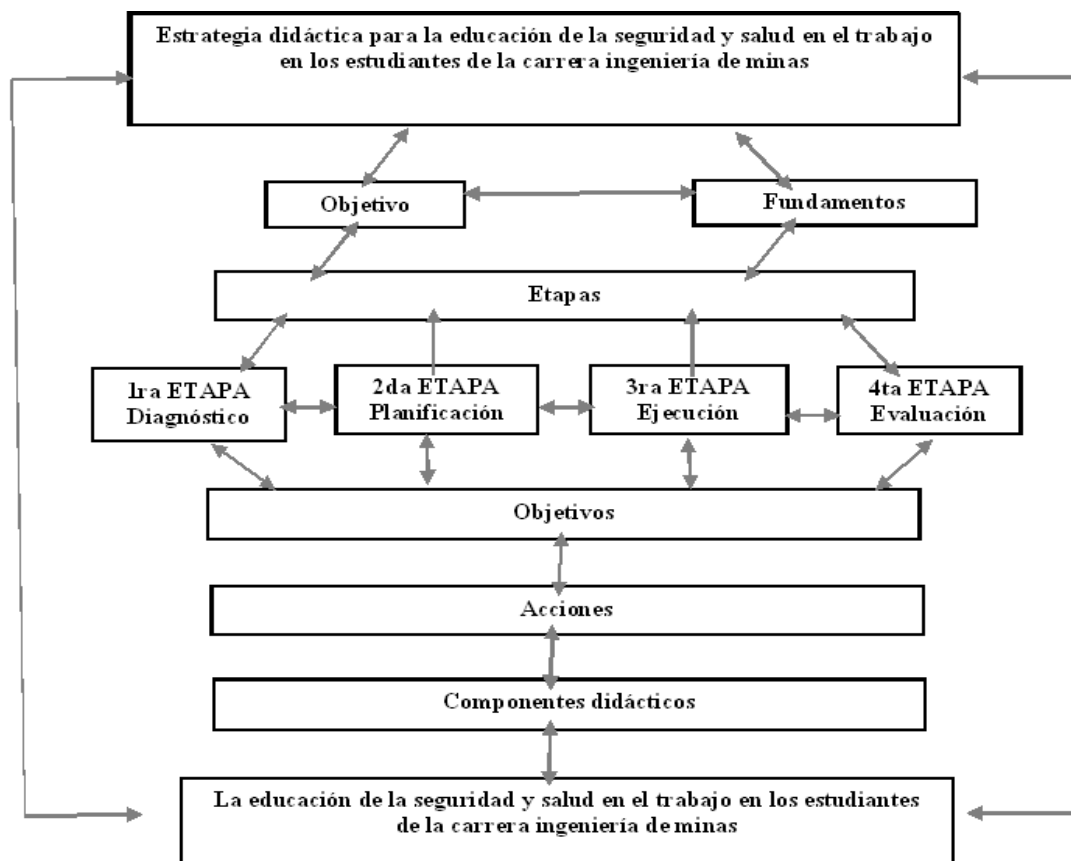 Estrategia didáctica para la educación de la seguridad y salud en el trabajo
en los estudiantes de la carrera ingeniería de minas
Objetivo
Fundamentos
Etapas
1ra ETAPA
Diagnóstico
2da ETAPA
Planificación
3ra ETAPA
Ejecución
4ta ETAPA
Evaluación
Objetivos
Acciones
Componentes didácticos
La educación de la seguridad y salud en el trabajo en los estudiantes
de la carrera ingeniería de minas